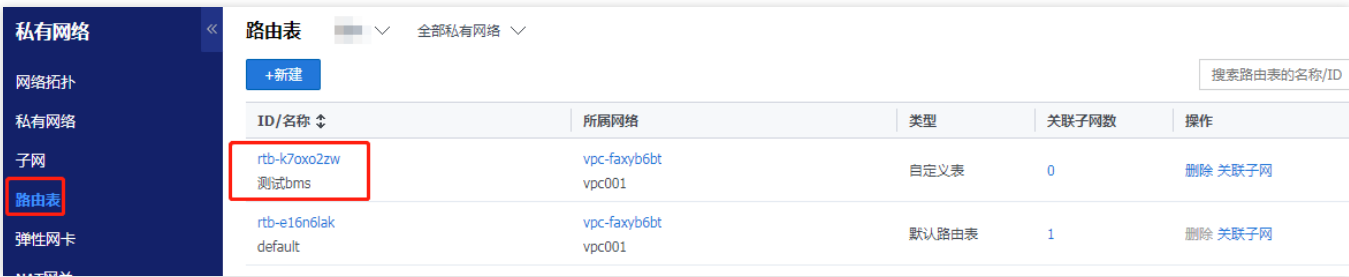 私有网络
«
路由表
全部私有网络
网络拓扑
+新建
搜索路由表的名称/ID
私有网络
ID/名称
所属网络
类型
关联子网数
操作
子网
rtb-k7oxo2zw
vpc-faxyb6bt
自定义表
0
删除 关联子网
测试bms
vpc001
路由表
rtb-e16n6lak
vpc-faxyb6bt
默认路由表
1
删除 关联子网
default
vpc001
弹性网卡